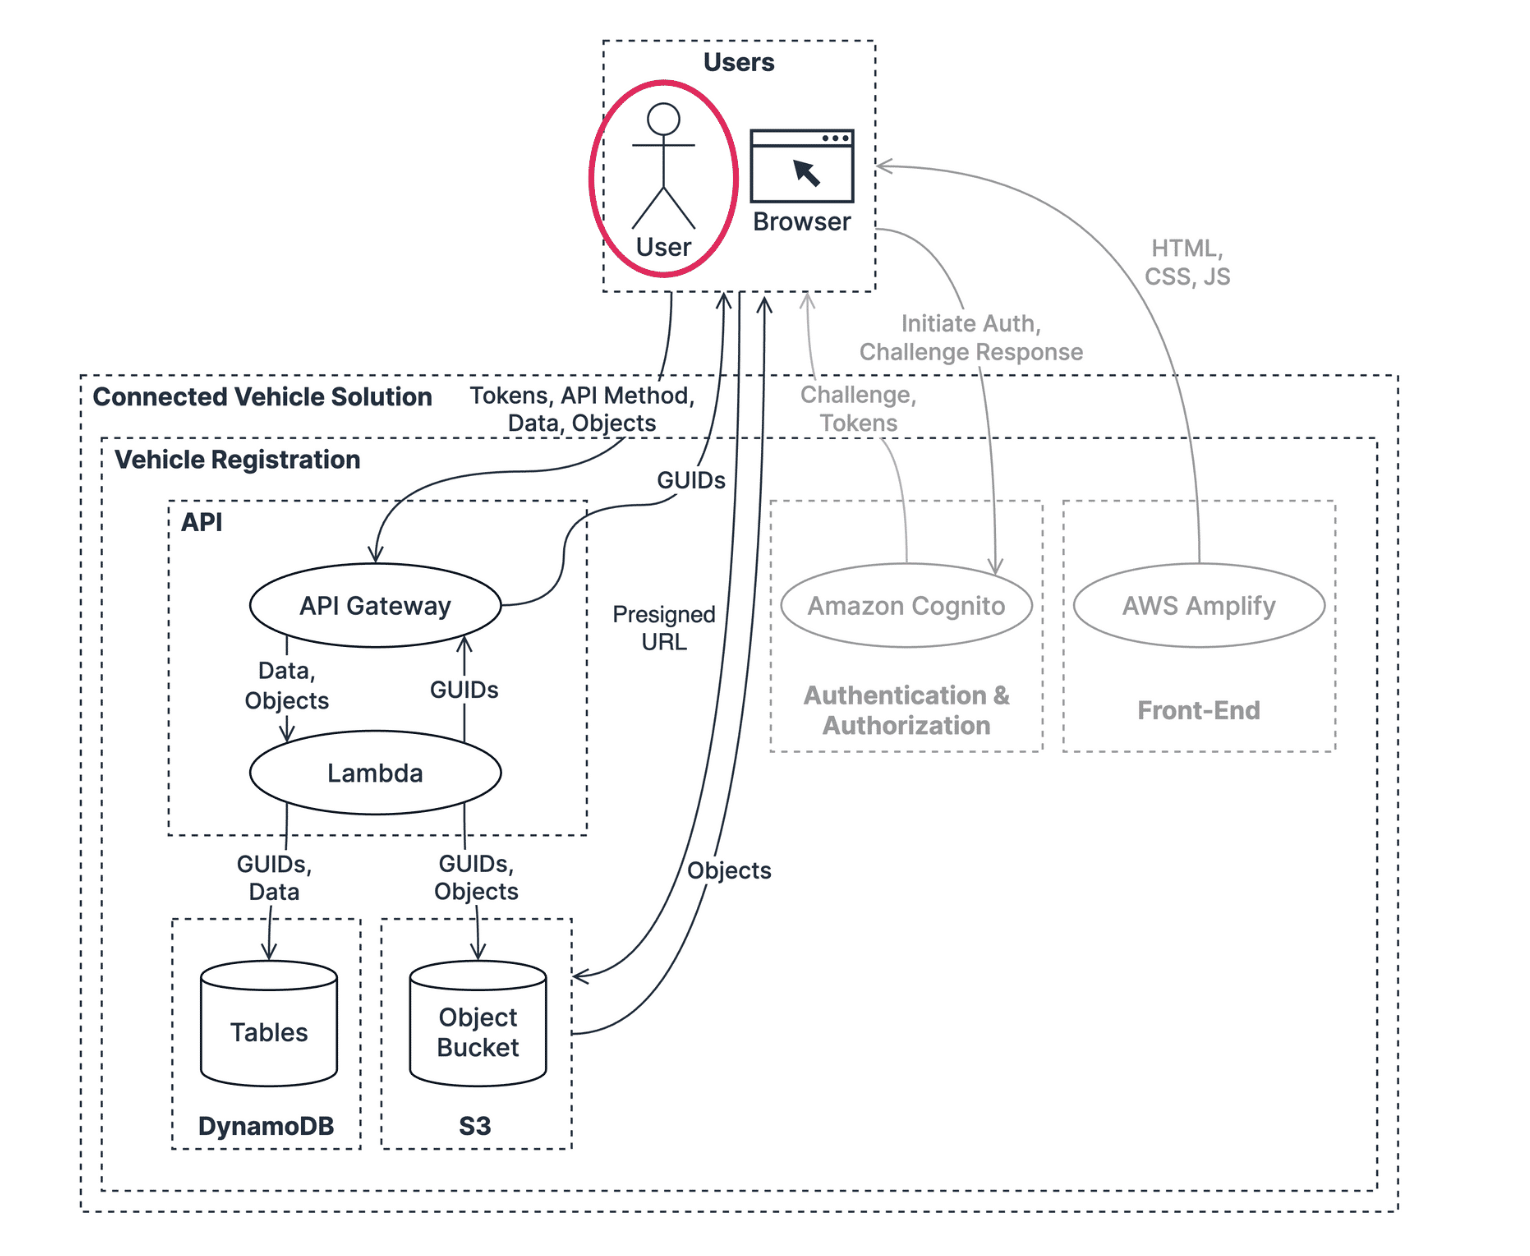 Users
User
Browser
HTML,
CSS, JS
Initiate Auth,
Challenge Response
Connected Vehicle Solution
Tokens, API Method,
Data, Objects
Challenge,
Tokens
Vehicle Registration
GUIDs
API
API Gateway
Presigned
URL
Amazon Cognito
AWS Amplify
Data,
Objects
GUIDs
Authentication &
Authorization
Front-End
Lambda
GUIDs,
Data
GUIDs,
Objects
Objects
Tables
Object
Bucket
DynamoDB
S3